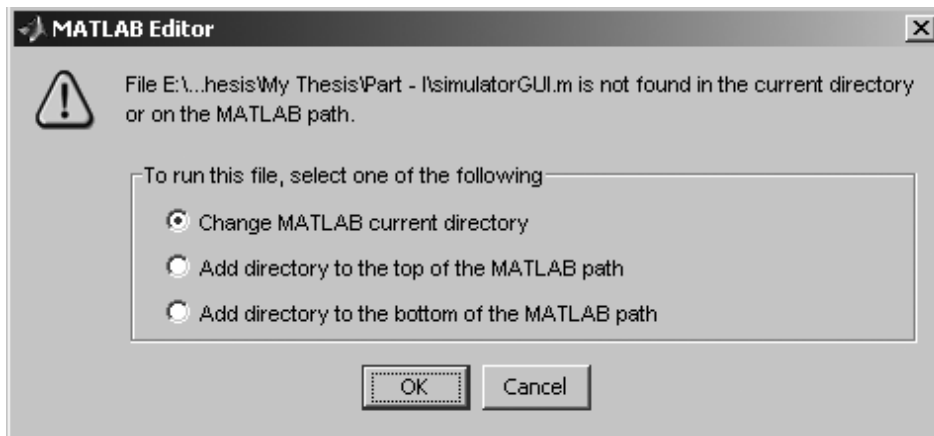 MATLAB Editor
File E:\...hesis\My Thesis\Part - I\simulatorGUI.m is not found in the current directory
or on the MATLAB path.
To run this file, select one of the following
Change MATLAB current directory
Add directory to the top of the MATLAB path
Add directory to the bottom of the MATLAB path
OK
Cancel